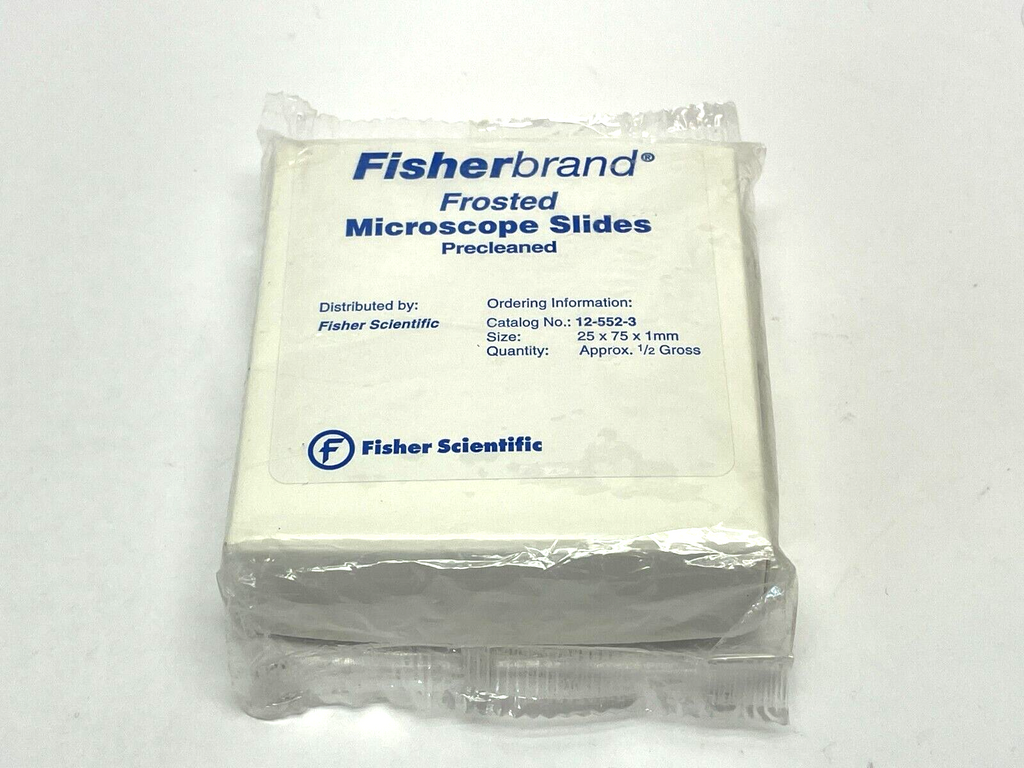 Fisherbrand®
Frosted
Microscope Slides
Precleaned
Distributed by:
Fisher Scientific
Ordering Information:
Catalog No.: 12-552-3
Size: 25 x 75 x 1mm
Quantity: Approx. 1/2 Gross
F Fisher Scientific